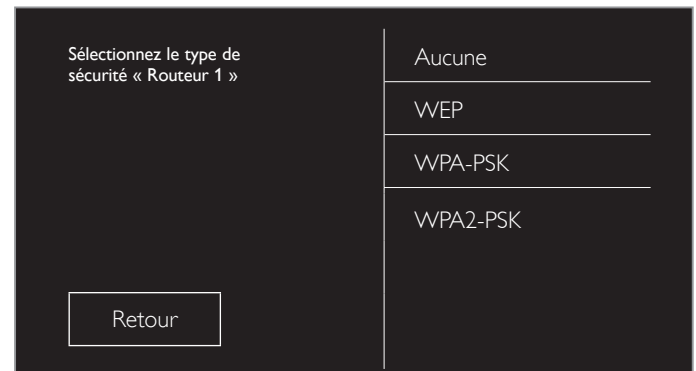 Sélectionnez le type de
sécurité « Routeur 1 »
Aucune
WEP
WPA-PSK
WPA2-PSK
Retour